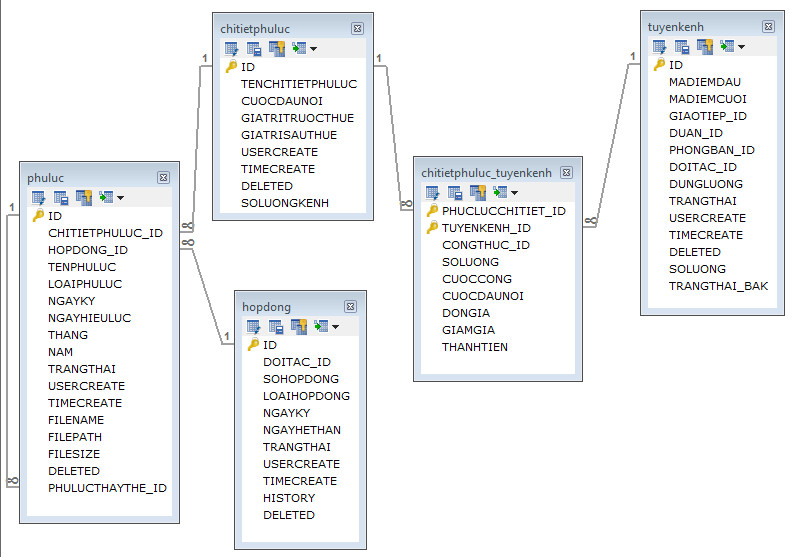 chitietphuluc
ID
TENCHITIETPHULUC
CUOCDAUNOI
GIATRITRUOCTHUE
GIATRISAUTHUE
USERCREATE
TIMECREATE
DELETED
SOLUONGKENH
tuyenkenh
ID
MADIEMDAU
MADIEMCUOI
GIAOTIEP_ID
DUAN_ID
PHONGBAN_ID
DOITAC_ID
DUNGLUONG
TRANGTHAI
USERCREATE
TIMECREATE
DELETED
SOLUONG
TRANGTHAI_BAK
phuluc
ID
CHITIETPHULUC_ID
HOPDONG_ID
TENPHULUC
LOAIPHULUC
NGAYKY
NGAYHIEULUC
THANG
NAM
TRANGTHAI
USERCREATE
TIMECREATE
FILENAME
FILEPATH
FILESIZE
DELETED
PHULUCTHAYTHE_ID
chitietphuluc_tuyenkenh
PHUCLUCCHITIET_ID
TUYENKENH_ID
CONGTHUC_ID
SOLUONG
CUOCCONG
CUOCDAUNOI
DONGIA
GIAMGIA
THANHTIEN
hopdong
ID
DOITAC_ID
SOHOPDONG
LOAIHOPDONG
NGAYKY
NGAYHETHAN
TRANGTHAI
USERCREATE
TIMECREATE
HISTORY
DELETED
1
∞
1
∞
1
∞
1
∞
1
∞